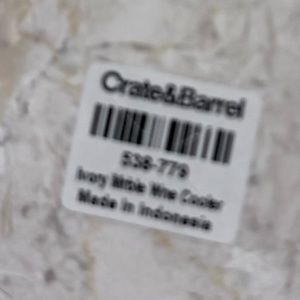 Crate&Barrel
538-779
Ivory Mrble Wine Cooler
Made In Indonesia